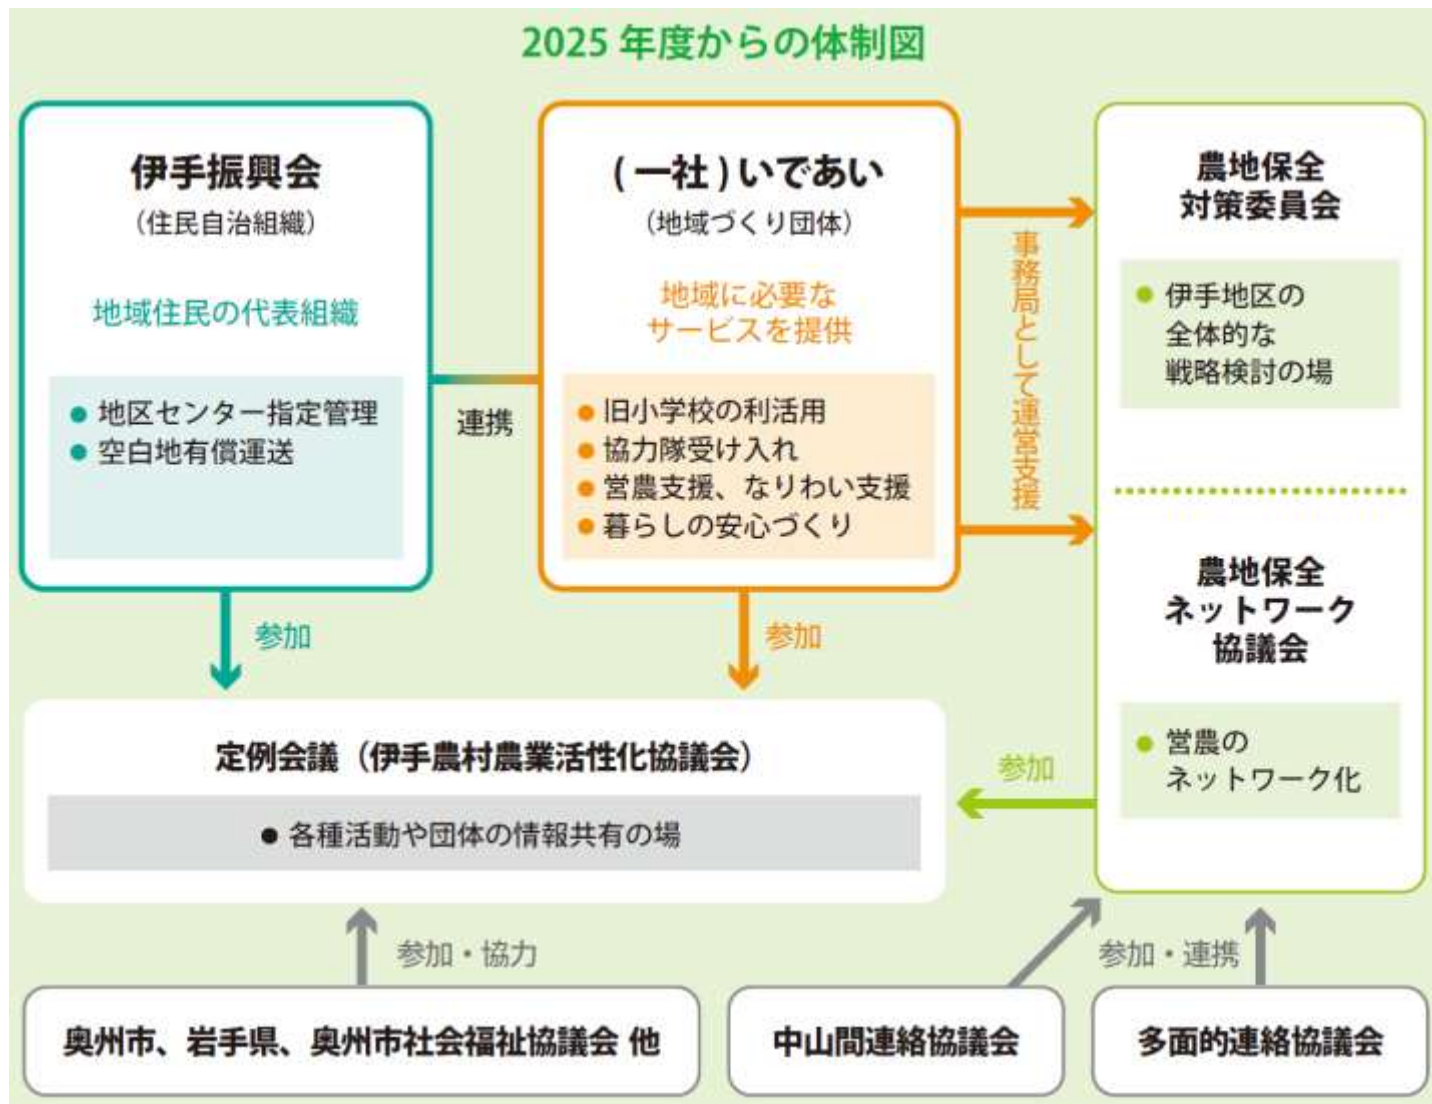 2025 年度からの体制図
伊手振興会
（住民自治組織）
地域住民の代表組織
● 地区センター指定管理
● 空白地有償運送
連携
( 一社 ) いであい
（地域づくり団体）
地域に必要な
サービスを提供
● 旧小学校の利活用
● 協力隊受け入れ
● 営農支援、なりわい支援
● 暮らしの安心づくり
事務局として運営支援
農地保全
対策委員会
● 伊手地区の
全体的な
戦略検討の場
農地保全
ネットワーク
協議会
● 営農の
ネットワーク化
参加
参加
参加
定例会議（伊手農村農業活性化協議会）
● 各種活動や団体の情報共有の場
参加・協力
参加・連携
奥州市、岩手県、奥州市社会福祉協議会 他
中山間連絡協議会
多面的連絡協議会